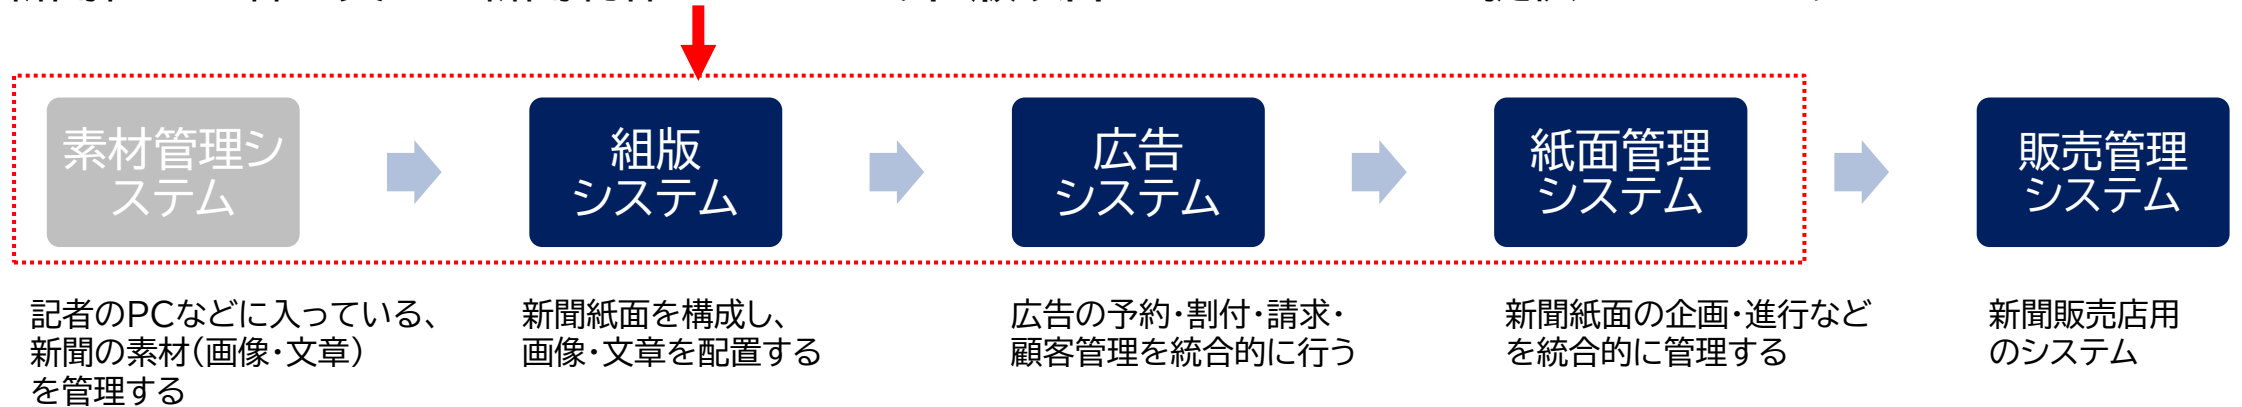 素材管理シ
ステム
組版
システム
広告
システム
紙面管理
システム
販売管理
システム
記者のPCなどに入っている、
新聞の素材(画像・文章)
を管理する
新聞紙面を構成し、
画像・文章を配置する
広告の予約・割付・請求・
顧客管理を統合的に行う
新聞紙面の企画・進行など
を統合的に管理する
新聞販売店用
のシステム